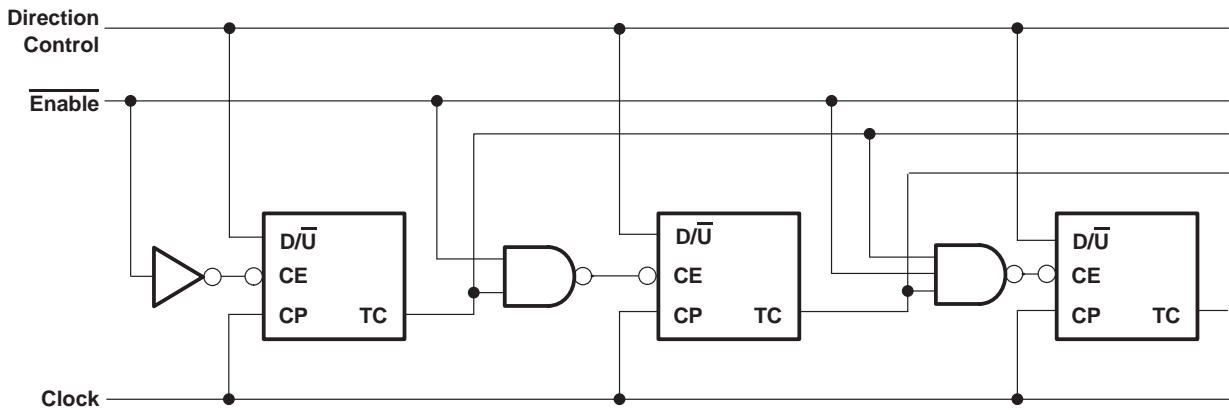 Direction
Control
Enable
D/U̅
CE
CP TC
D/U̅
CE
CP TC
D/U̅
CE
CP TC
Clock